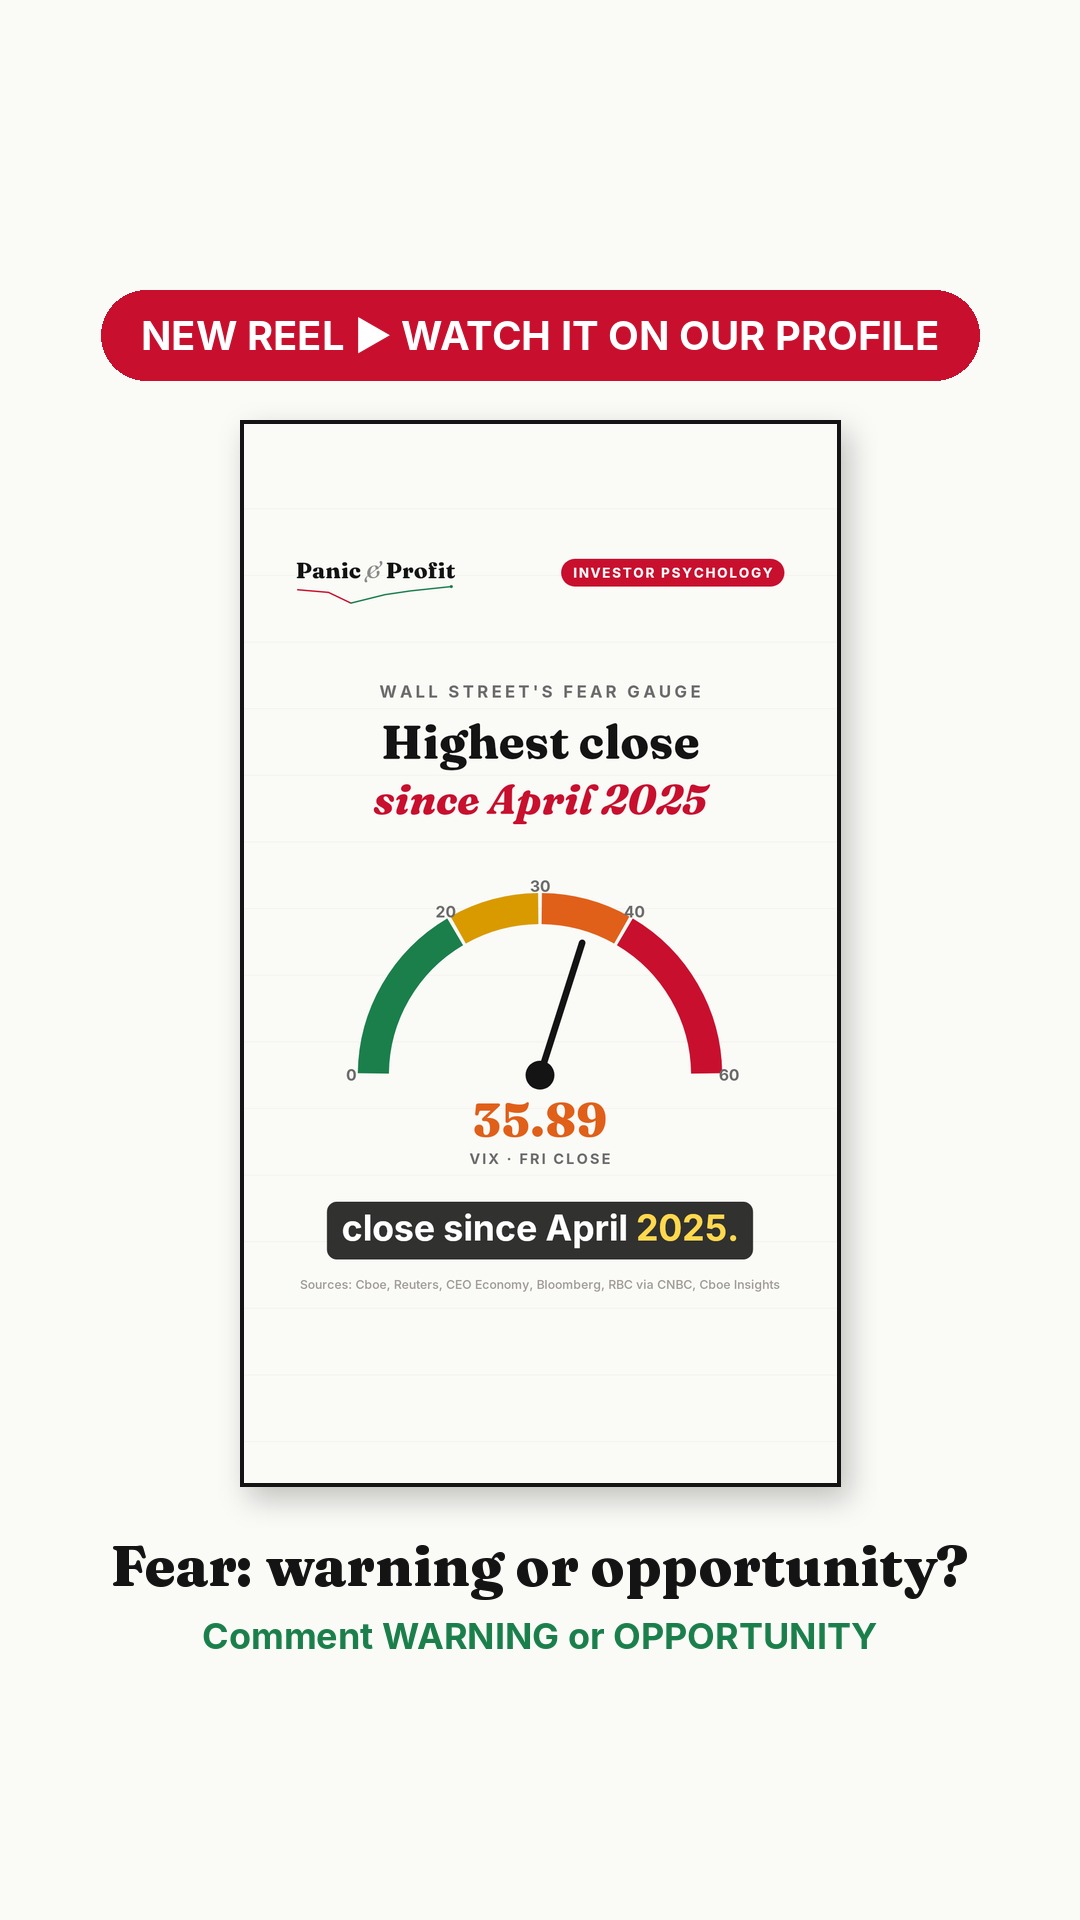 NEW REEL ▶ WATCH IT ON OUR PROFILE
Panic & Profit
INVESTOR PSYCHOLOGY
WALL STREET'S FEAR GAUGE
Highest close
since April 2025
30
20
40
0
60
35.89
VIX · FRI CLOSE
close since April 2025.
Sources: Cboe, Reuters, CEO Economy, Bloomberg, RBC via CNBC, Cboe Insights
Fear: warning or opportunity?
Comment WARNING or OPPORTUNITY